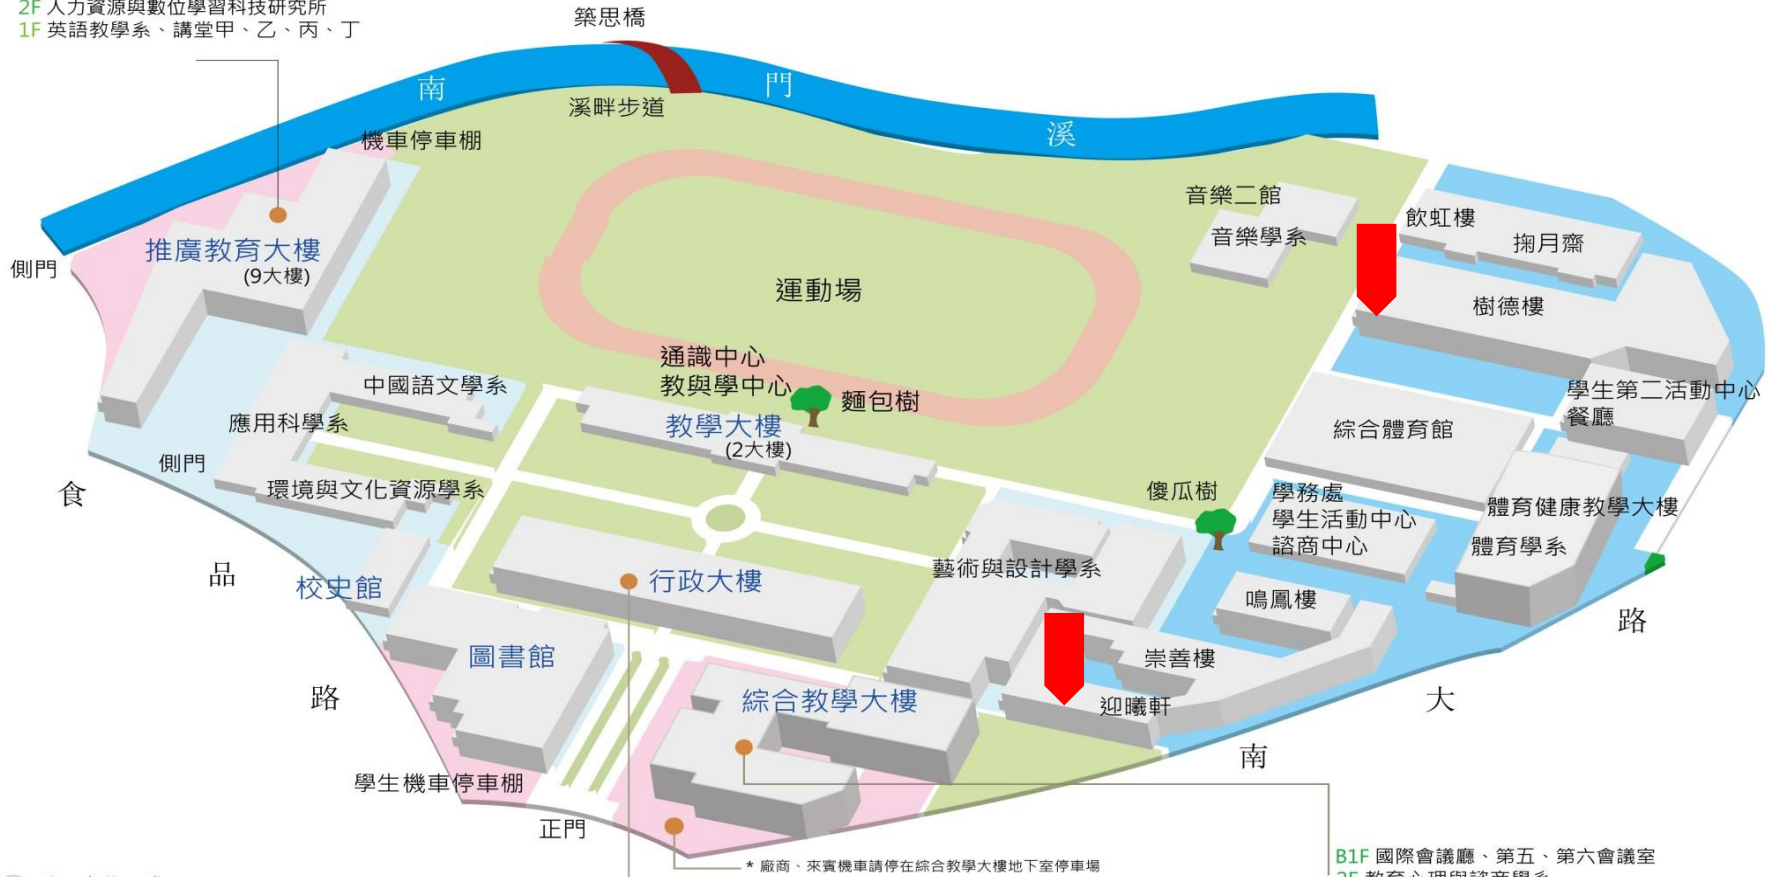 2F 人力資源與數位學習科技研究所
1F 英語教學系、講堂甲、乙、丙、丁
築思橋
南
門
溪
溪畔步道
機車停車棚
音樂二館
音樂學系
飲虹樓
掬月齋
推廣教育大樓
(9大樓)
側門
運動場
樹德樓
通識中心
教與學中心
麵包樹
中國語文學系
學生第二活動中心
餐廳
應用科學系
教學大樓
(2大樓)
綜合體育館
側門
環境與文化資源學系
傻瓜樹
學務處
學生活動中心
諮商中心
體育健康教學大樓
體育學系
食
品
路
校史館
行政大樓
藝術與設計學系
鳴鳳樓
路
圖書館
崇善樓
大
綜合教學大樓
迎曦軒
南
學生機車停車棚
正門
* 廠商、來賓機車請停在綜合教學大樓地下室停車場
B1F 國際會議廳、第五、第六會議室
2F 教育心理與諮商學系